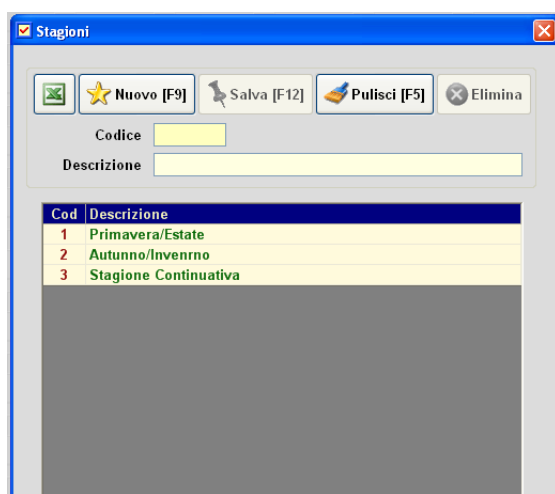 Stagioni
Nuovo [F9] Salva [F12] Pulisci [F5] Elimina
Codice
Descrizione
Cod Descrizione
1 Primavera/Estate
2 Autunno/Invenrno
3 Stagione Continuativa